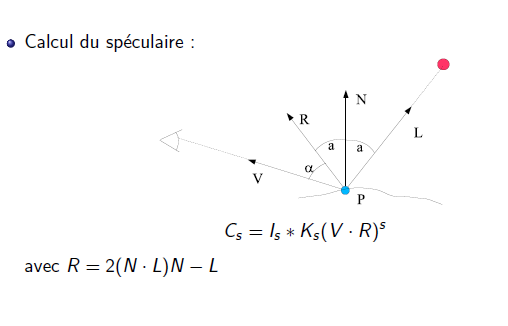 Calcul du spéculaire :
N
R
L
a a
α
V
P
C_s = I_s * K_s(V · R)^s
avec R = 2(N · L)N − L